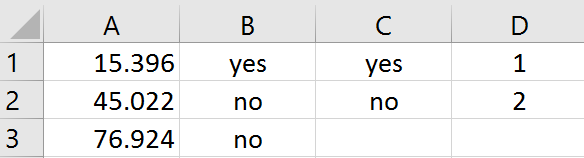 A B C D
1 15.396 yes yes 1
2 45.022 no no 2
3 76.924 no